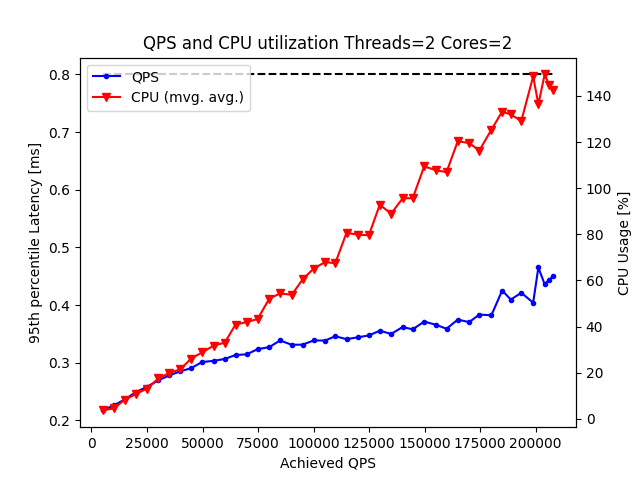 QPS and CPU utilization Threads=2 Cores=2
QPS
CPU (mvg. avg.)
95th percentile Latency [ms]
0.8
0.7
0.6
0.5
0.4
0.3
0.2
140
120
100
80
60
40
20
0
CPU Usage [%]
0 25000 50000 75000 100000 125000 150000 175000 200000
Achieved QPS